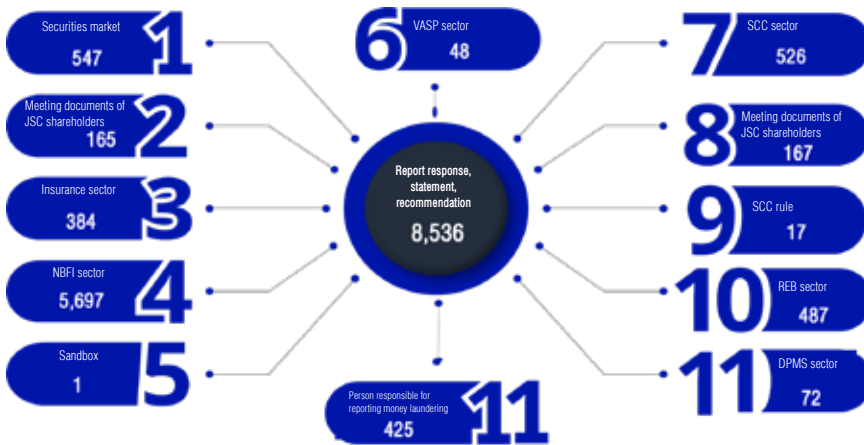 Securities market
547
1
Meeting documents of
JSC shareholders
165
2
Insurance sector
384
3
NBFI sector
5,697
4
Sandbox
1
5
6
VASP sector
48
Report response,
statement,
recommendation
8,536
Person responsible for
reporting money laundering
425
11
7
SCC sector
526
8
Meeting documents of
JSC shareholders
167
9
SCC rule
17
10
REB sector
487
11
DPMS sector
72